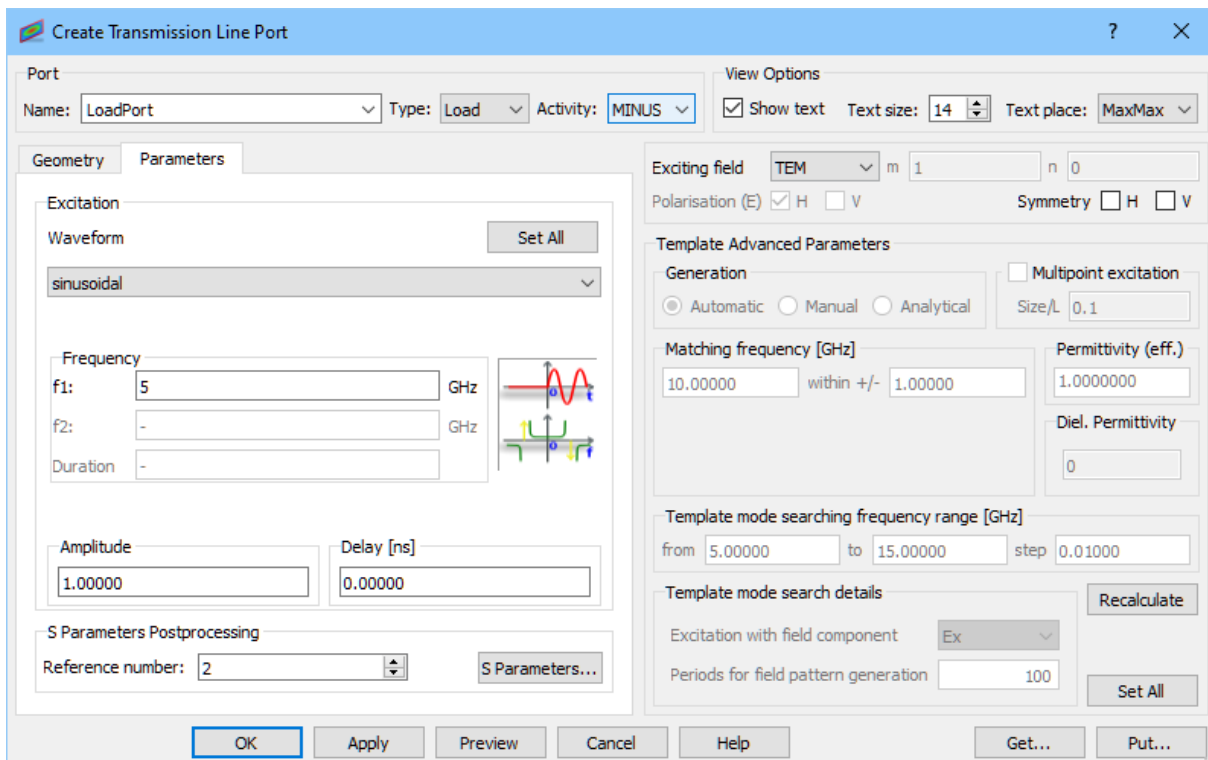 Create Transmission Line Port
?
Port
Name: LoadPort Type: Load Activity: MINUS
View Options
Show text Text size: 14 Text place: MaxMax
Geometry Parameters
Excitation
Waveform Set All
sinusoidal
Frequency
f1: 5 GHz
f2: - GHz
Duration -
0 t
0 f
Amplitude
1.00000
Delay [ns]
0.00000
S Parameters Postprocessing
Reference number: 2 S Parameters...
Exciting field TEM m 1 n 0
Polarisation (E) H V Symmetry H V
Template Advanced Parameters
Generation
Automatic Manual Analytical
Multipoint excitation
Size/L 0.1
Matching frequency [GHz]
10.00000 within +/- 1.00000
Permittivity (eff.)
1.0000000
Diel. Permittivity
0
Template mode searching frequency range [GHz]
from 5.00000 to 15.00000 step 0.01000
Template mode search details
Excitation with field component Ex
Periods for field pattern generation 100
Recalculate
Set All
OK Apply Preview Cancel Help Get... Put...